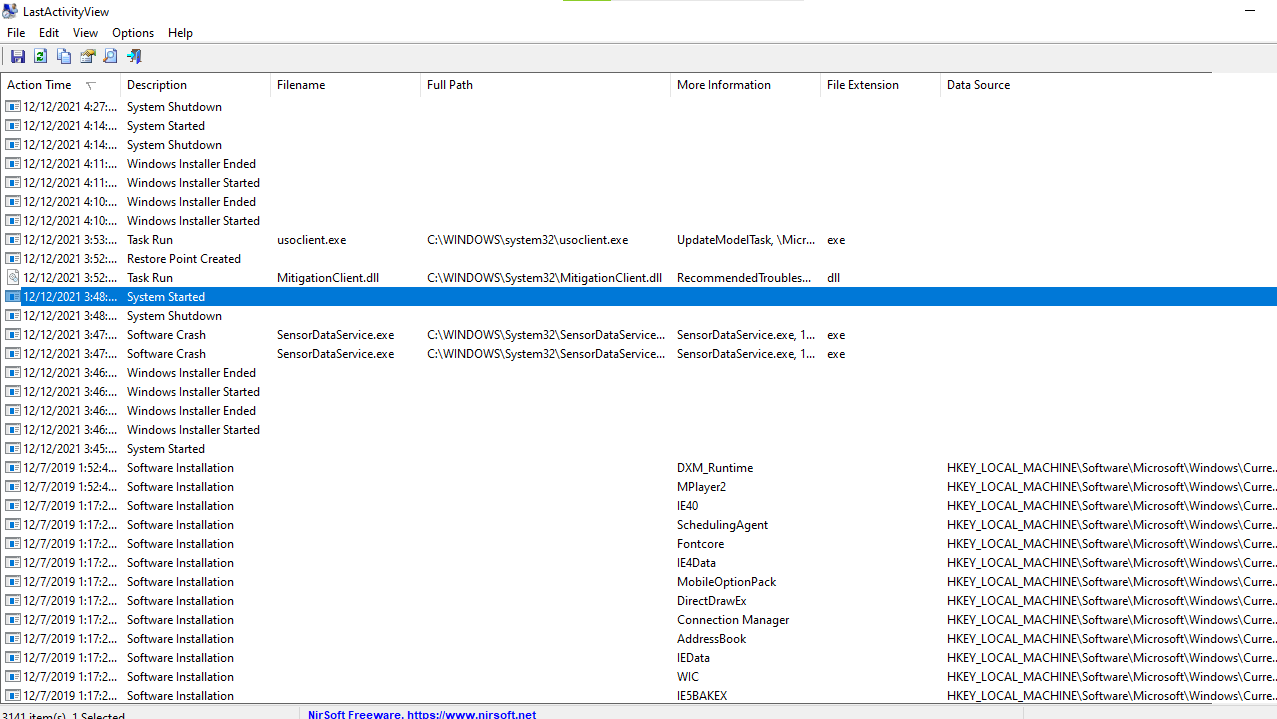 LastActivityView
File Edit View Options Help
Action Time Description Filename Full Path More Information File Extension Data Source
12/12/2021 4:27:... System Shutdown
12/12/2021 4:14:... System Started
12/12/2021 4:14:... System Shutdown
12/12/2021 4:11:... Windows Installer Ended
12/12/2021 4:11:... Windows Installer Started
12/12/2021 4:10:... Windows Installer Ended
12/12/2021 4:10:... Windows Installer Started
12/12/2021 3:53:... Task Run usoclient.exe C:\WINDOWS\system32\usoclient.exe UpdateModelTask, \Micr... exe
12/12/2021 3:52:... Restore Point Created
12/12/2021 3:52:... Task Run MitigationClient.dll C:\WINDOWS\System32\MitigationClient.dll RecommendedTroubles... dll
12/12/2021 3:48:... System Started
12/12/2021 3:48:... System Shutdown
12/12/2021 3:47:... Software Crash SensorDataService.exe C:\WINDOWS\System32\SensorDataService... SensorDataService.exe, 1... exe
12/12/2021 3:47:... Software Crash SensorDataService.exe C:\WINDOWS\System32\SensorDataService... SensorDataService.exe, 1... exe
12/12/2021 3:46:... Windows Installer Ended
12/12/2021 3:46:... Windows Installer Started
12/12/2021 3:46:... Windows Installer Ended
12/12/2021 3:46:... Windows Installer Started
12/12/2021 3:45:... System Started
12/7/2019 1:52:4... Software Installation DXM_Runtime HKEY_LOCAL_MACHINE\Software\Microsoft\Windows\Curre...
12/7/2019 1:52:4... Software Installation MPlayer2 HKEY_LOCAL_MACHINE\Software\Microsoft\Windows\Curre...
12/7/2019 1:17:2... Software Installation IE40 HKEY_LOCAL_MACHINE\Software\Microsoft\Windows\Curre...
12/7/2019 1:17:2... Software Installation SchedulingAgent HKEY_LOCAL_MACHINE\Software\Microsoft\Windows\Curre...
12/7/2019 1:17:2... Software Installation Fontcore HKEY_LOCAL_MACHINE\Software\Microsoft\Windows\Curre...
12/7/2019 1:17:2... Software Installation IE4Data HKEY_LOCAL_MACHINE\Software\Microsoft\Windows\Curre...
12/7/2019 1:17:2... Software Installation MobileOptionPack HKEY_LOCAL_MACHINE\Software\Microsoft\Windows\Curre...
12/7/2019 1:17:2... Software Installation DirectDrawEx HKEY_LOCAL_MACHINE\Software\Microsoft\Windows\Curre...
12/7/2019 1:17:2... Software Installation Connection Manager HKEY_LOCAL_MACHINE\Software\Microsoft\Windows\Curre...
12/7/2019 1:17:2... Software Installation AddressBook HKEY_LOCAL_MACHINE\Software\Microsoft\Windows\Curre...
12/7/2019 1:17:2... Software Installation IEData HKEY_LOCAL_MACHINE\Software\Microsoft\Windows\Curre...
12/7/2019 1:17:2... Software Installation WIC HKEY_LOCAL_MACHINE\Software\Microsoft\Windows\Curre...
12/7/2019 1:17:2... Software Installation IE5BAKEX HKEY_LOCAL_MACHINE\Software\Microsoft\Windows\Curre...
3141 item(s), 1 Selected NirSoft Freeware. https://www.nirsoft.net